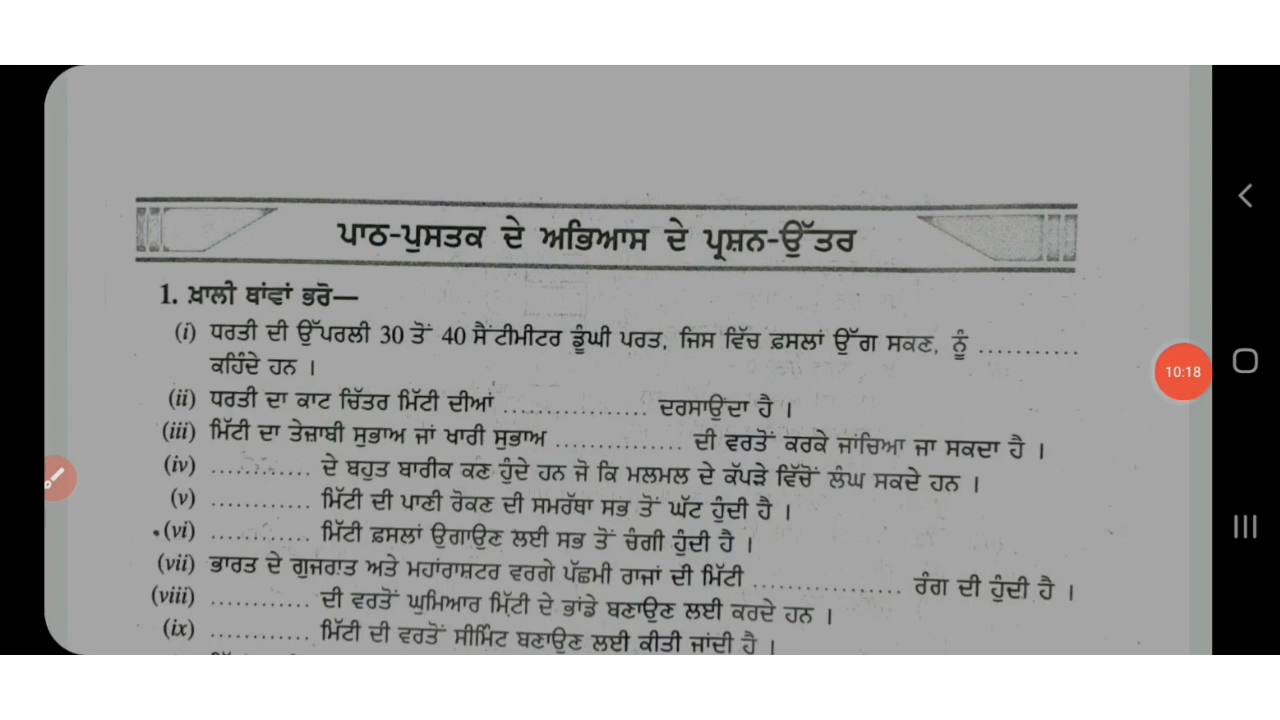 ਪਾਠ-ਪੁਸਤਕ ਦੇ ਅਭਿਆਸ ਦੇ ਪ੍ਰਸ਼ਨ-ਉੱਤਰ
1. ਖ਼ਾਲੀ ਥਾਂਵਾਂ ਭਰੋ—
(i) ਧਰਤੀ ਦੀ ਉੱਪਰਲੀ 30 ਤੋਂ 40 ਸੈਂਟੀਮੀਟਰ ਡੂੰਘੀ ਪਰਤ, ਜਿਸ ਵਿੱਚ ਫ਼ਸਲਾਂ ਉੱਗ ਸਕਣ, ਨੂੰ ...........
ਕਹਿੰਦੇ ਹਨ ।
(ii) ਧਰਤੀ ਦਾ ਕਾਟ ਚਿੱਤਰ ਮਿੱਟੀ ਦੀਆਂ ................ ਦਰਸਾਉਂਦਾ ਹੈ ।
(iii) ਮਿੱਟੀ ਦਾ ਤੇਜ਼ਾਬੀ ਸੁਭਾਅ ਜਾਂ ਖਾਰੀ ਸੁਭਾਅ .............. ਦੀ ਵਰਤੋਂ ਕਰਕੇ ਜਾਂਚਿਆ ਜਾ ਸਕਦਾ ਹੈ ।
(iv) ........... ਦੇ ਬਹੁਤ ਬਾਰੀਕ ਕਣ ਹੁੰਦੇ ਹਨ ਜੋ ਕਿ ਮਲਮਲ ਦੇ ਕੱਪੜੇ ਵਿੱਚੋਂ ਲੰਘ ਸਕਦੇ ਹਨ ।
(v) ........... ਮਿੱਟੀ ਦੀ ਪਾਣੀ ਰੋਕਣ ਦੀ ਸਮਰੱਥਾ ਸਭ ਤੋਂ ਘੱਟ ਹੁੰਦੀ ਹੈ ।
(vi) ........... ਮਿੱਟੀ ਫ਼ਸਲਾਂ ਉਗਾਉਣ ਲਈ ਸਭ ਤੋਂ ਚੰਗੀ ਹੁੰਦੀ ਹੈ ।
(vii) ਭਾਰਤ ਦੇ ਗੁਜਰਾਤ ਅਤੇ ਮਹਾਂਰਾਸ਼ਟਰ ਵਰਗੇ ਪੱਛਮੀ ਰਾਜਾਂ ਦੀ ਮਿੱਟੀ ................. ਰੰਗ ਦੀ ਹੁੰਦੀ ਹੈ ।
(viii) ........... ਦੀ ਵਰਤੋਂ ਘੁਮਿਆਰ ਮਿੱਟੀ ਦੇ ਭਾਂਡੇ ਬਣਾਉਣ ਲਈ ਕਰਦੇ ਹਨ ।
(ix) ........... ਮਿੱਟੀ ਦੀ ਵਰਤੋਂ ਸੀਮਿੰਟ ਬਣਾਉਣ ਲਈ ਕੀਤੀ ਜਾਂਦੀ ਹੈ ।
10:18